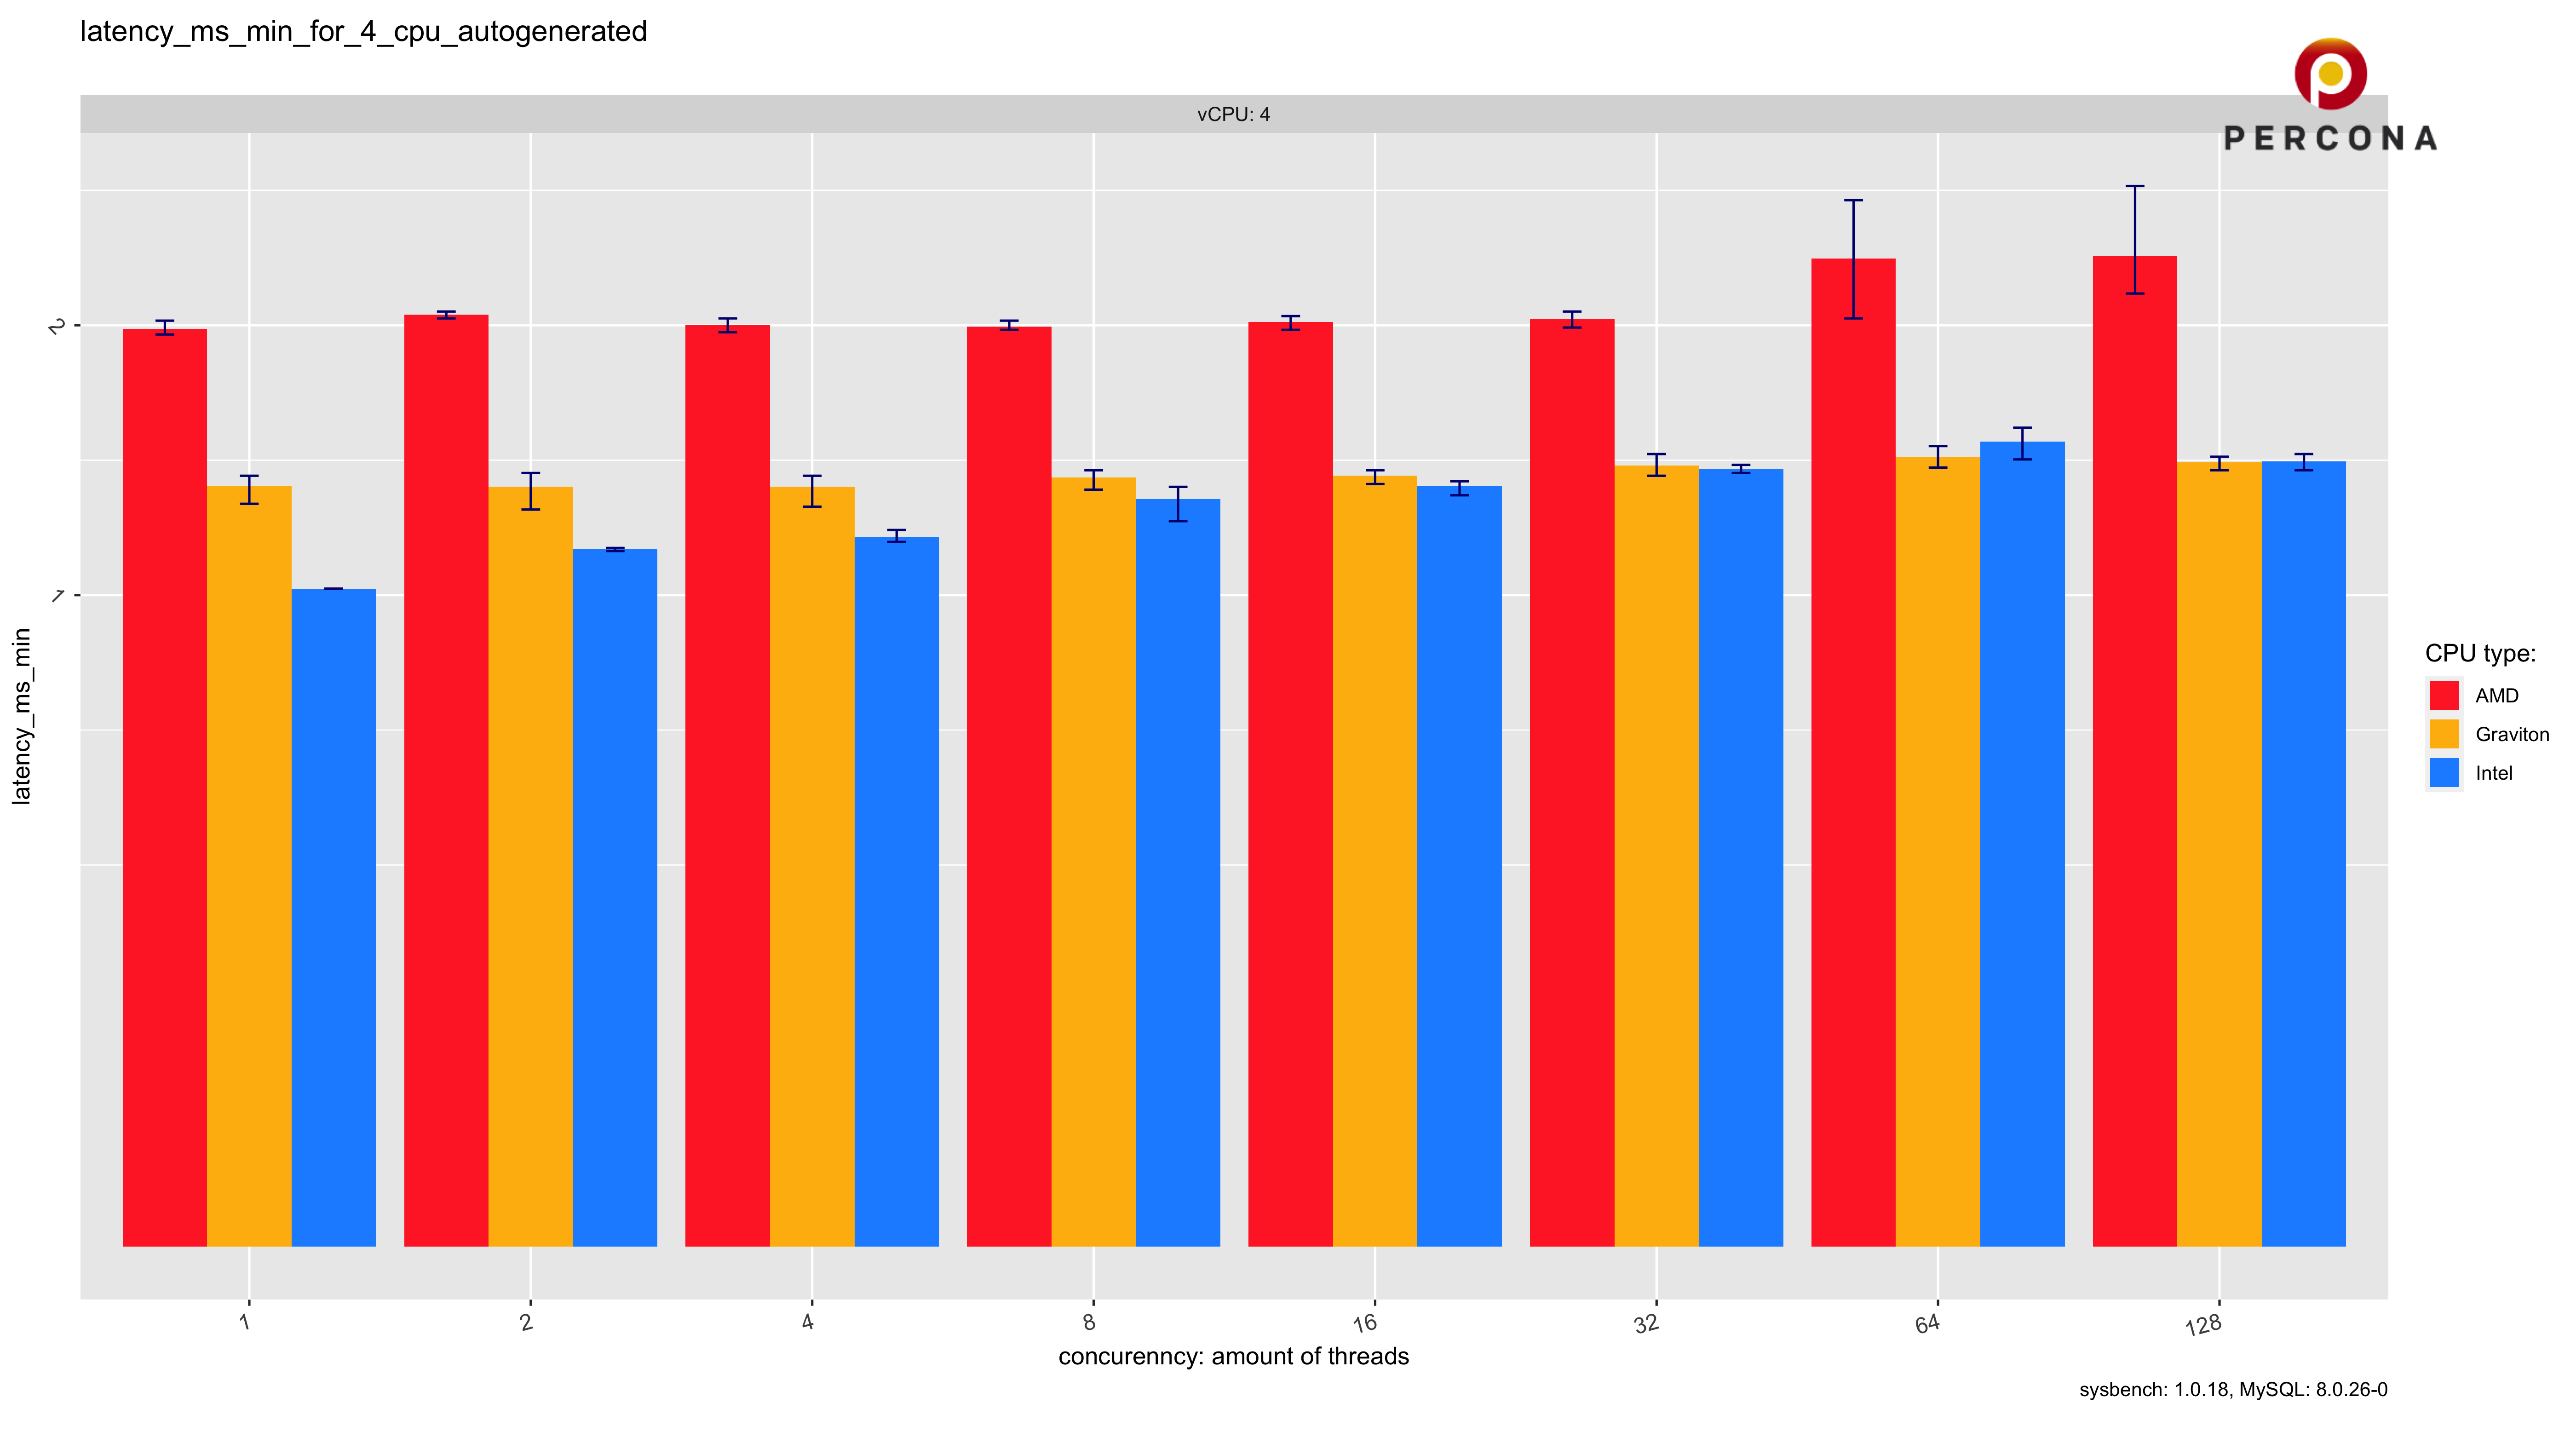 latency_ms_min_for_4_cpu_autogenerated
PERCONA
vCPU: 4
2
1
latency_ms_min
CPU type:
AMD
Graviton
Intel
1 2 4 8 16 32 64 128
concurenncy: amount of threads
sysbench: 1.0.18, MySQL: 8.0.26-0